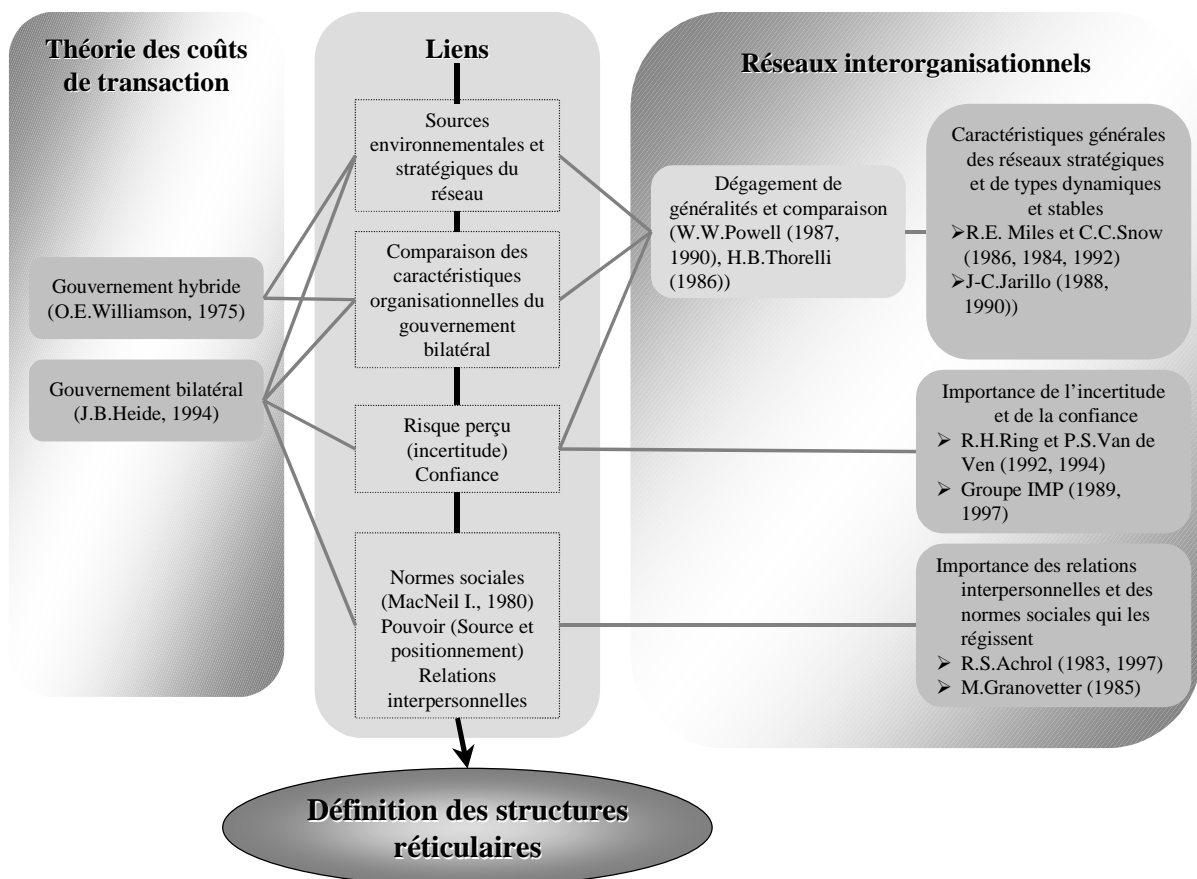 Théorie des coûts
de transaction
Gouvernement hybride
(O.E.Williamson, 1975)
Gouvernement bilatéral
(J.B.Heide, 1994)
Liens
Sources
environnementales et
stratégiques du
réseau
Comparaison des
caractéristiques
organisationnelles du
gouvernement
bilatéral
Risque perçu
(incertitude)
Confiance
Normes sociales
(MacNeil I., 1980)
Pouvoir (Source et
positionnement)
Relations
interpersonnelles
Réseaux interorganisationnels
Dégagement de
généralités et comparaison
(W.W.Powell (1987,
1990), H.B.Thorelli
(1986))
Caractéristiques générales
des réseaux stratégiques
et de types dynamiques
et stables
➢R.E. Miles et C.C.Snow
(1986, 1984, 1992)
➢J-C.Jarillo (1988,
1990))
Importance de l’incertitude
et de la confiance
➢ R.H.Ring et P.S.Van de
Ven (1992, 1994)
➢ Groupe IMP (1989,
1997)
Importance des relations
interpersonnelles et des
normes sociales qui les
régissent
➢ R.S.Achrol (1983, 1997)
➢ M.Granovetter (1985)
Définition des structures
réticulaires